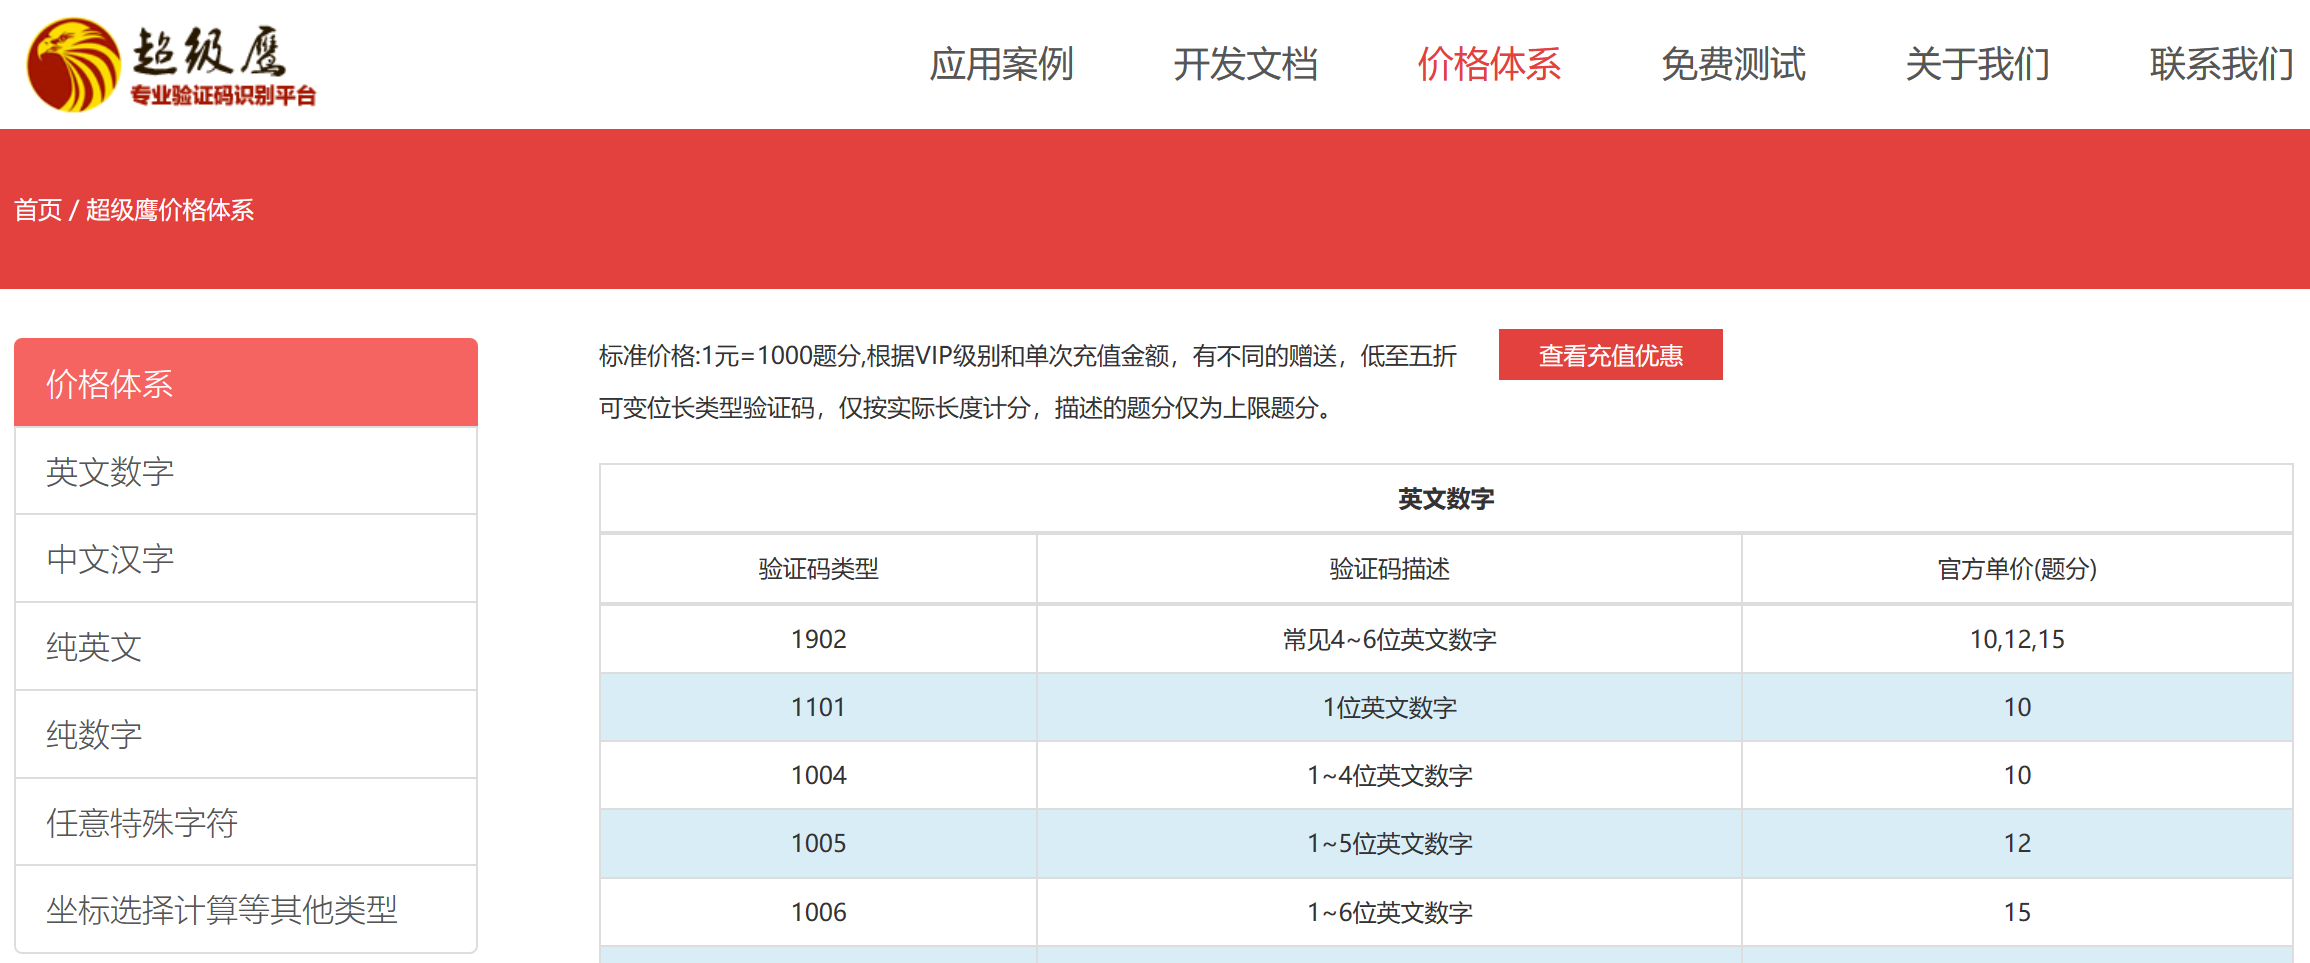 超级鹰
专业验证码识别平台
应用案例 开发文档 价格体系 免费测试 关于我们 联系我们
首页 / 超级鹰价格体系
价格体系
英文数字
中文汉字
纯英文
纯数字
任意特殊字符
坐标选择计算等其他类型
标准价格:1元=1000题分,根据VIP级别和单次充值金额，有不同的赠送，低至五折 查看充值优惠
可变位长类型验证码，仅按实际长度计分，描述的题分仅为上限题分。
英文数字
验证码类型 验证码描述 官方单价(题分)
1902 常见4~6位英文数字 10,12,15
1101 1位英文数字 10
1004 1~4位英文数字 10
1005 1~5位英文数字 12
1006 1~6位英文数字 15